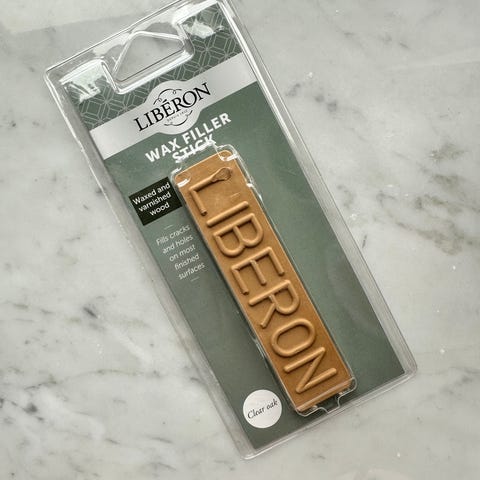 LIBERON
WAX FILLER
STICK
Waxed and
varnished
wood
Fills cracks
and holes
on most
finished
surfaces
LIBERON
Clear oak